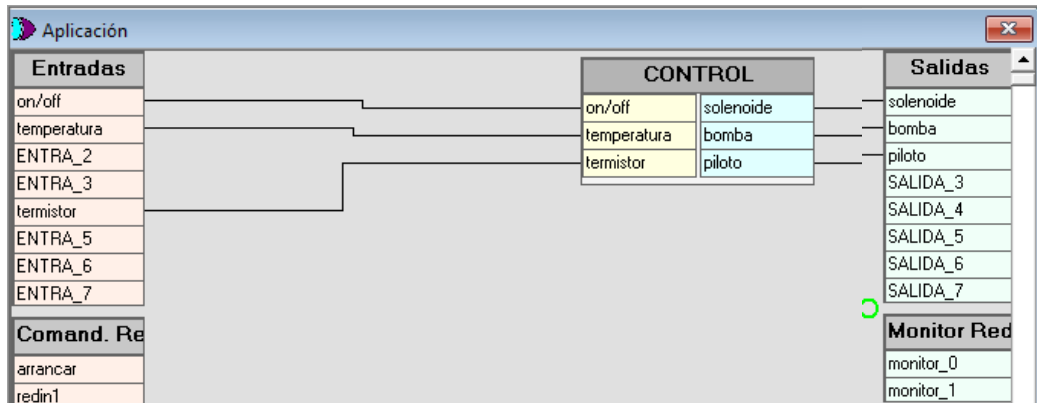 Aplicación
Entradas
on/off
temperatura
ENTRA_2
ENTRA_3
termistor
ENTRA_5
ENTRA_6
ENTRA_7
Comand. Re
arrancar
redin1
CONTROL
on/off solenoide
temperatura bomba
termistor piloto
Salidas
solenoide
bomba
piloto
SALIDA_3
SALIDA_4
SALIDA_5
SALIDA_6
SALIDA_7
Monitor Red
monitor_0
monitor_1